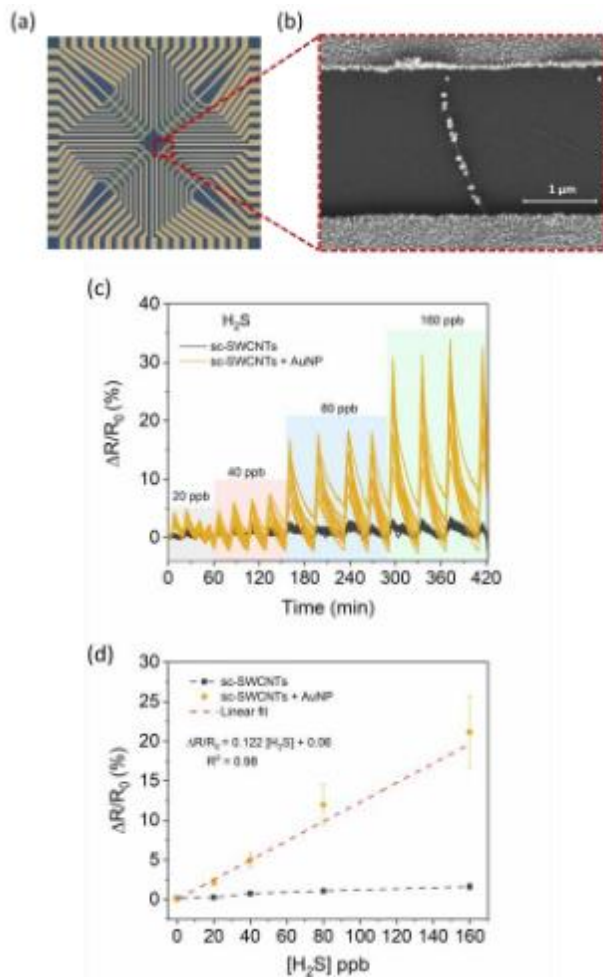 (a)
(b)
1 µm
(c)
H₂S
sc-SWCNTs
sc-SWCNTs + AuNP
160 ppb
80 ppb
40 ppb
20 ppb
ΔR/R₀ (%)
40
30
20
10
0
0 60 120 180 240 300 360 420
Time (min)
(d)
sc-SWCNTs
sc-SWCNTs + AuNP
Linear fit
ΔR/R₀ = 0.122 [H₂S] + 0.06
R² = 0.98
ΔR/R₀ (%)
30
25
20
15
10
5
0
0 20 40 60 80 100 120 140 160
[H₂S] ppb